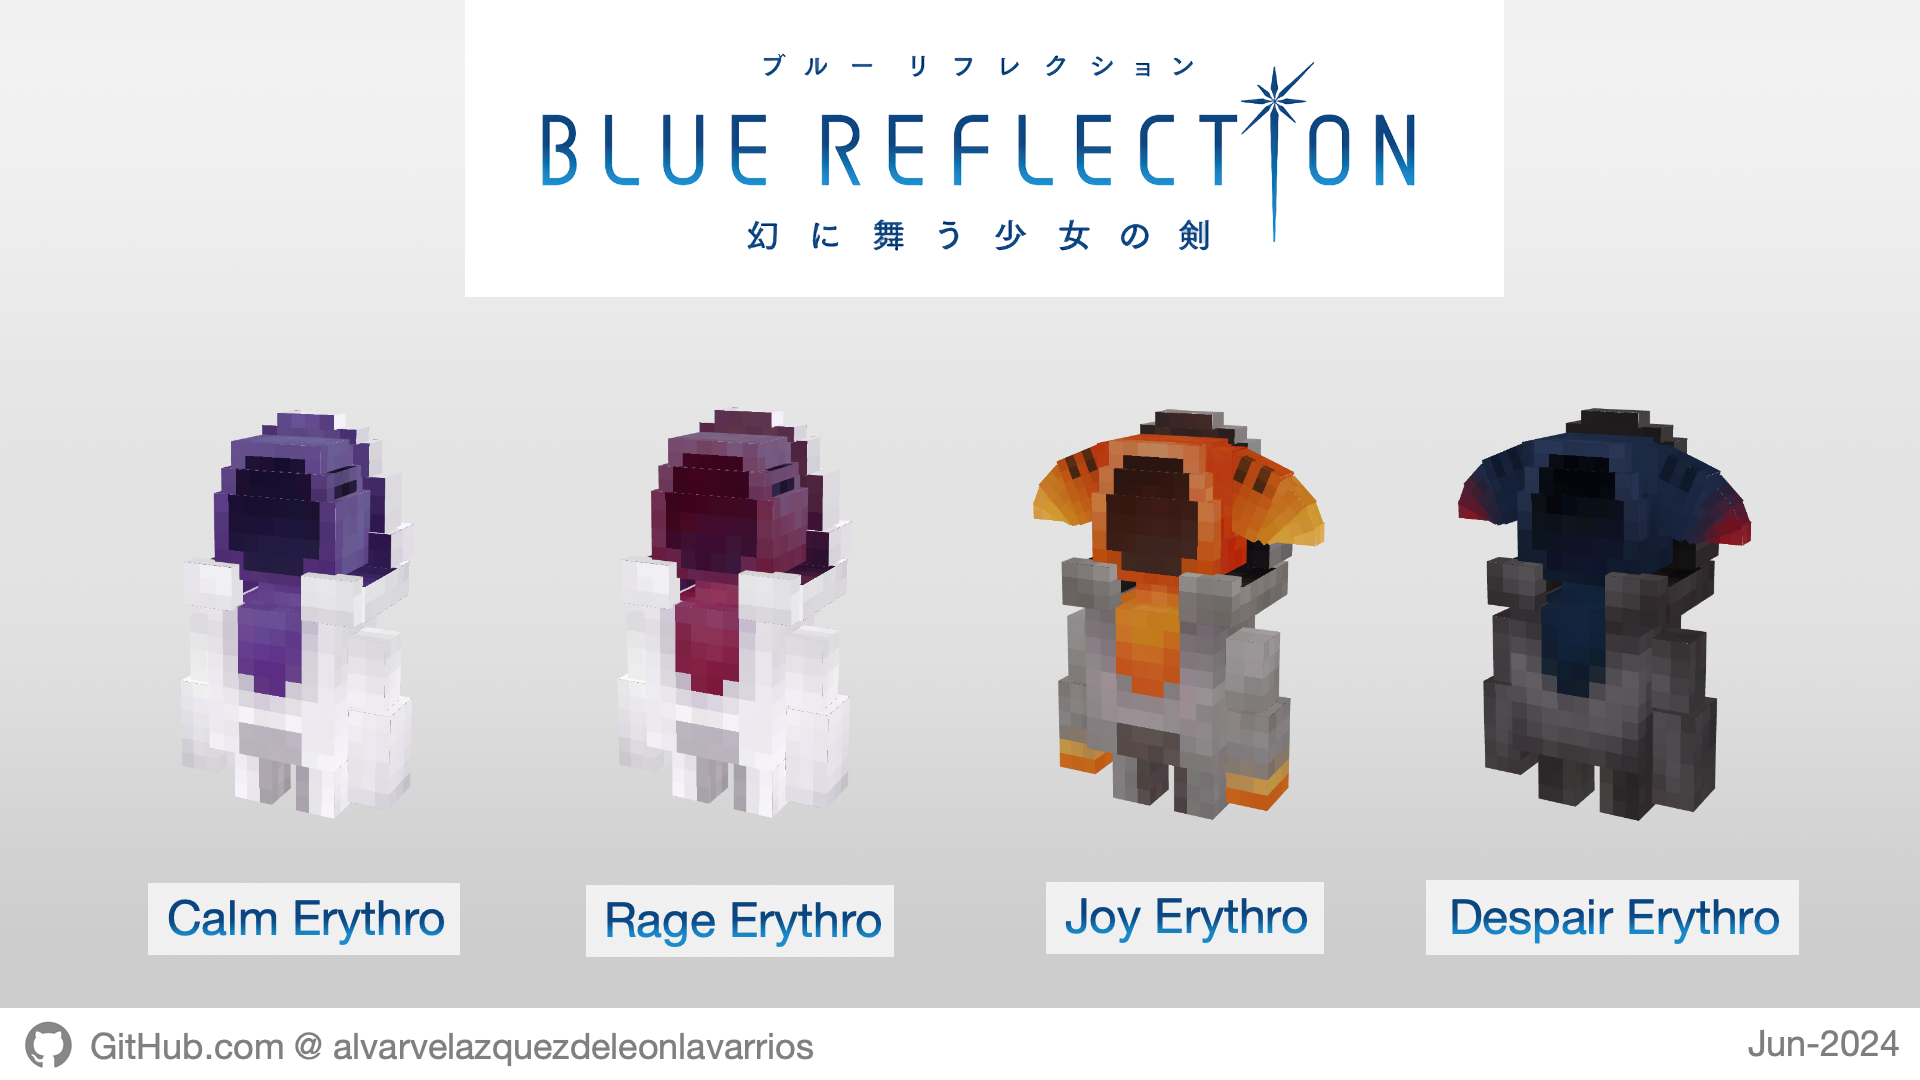 ブルーリフレクション
BLUE REFLECTION
幻に舞う少女の剣
Calm Erythro
Rage Erythro
Joy Erythro
Despair Erythro
GitHub.com @ alvarvelazquezdeleonlavarrios
Jun-2024